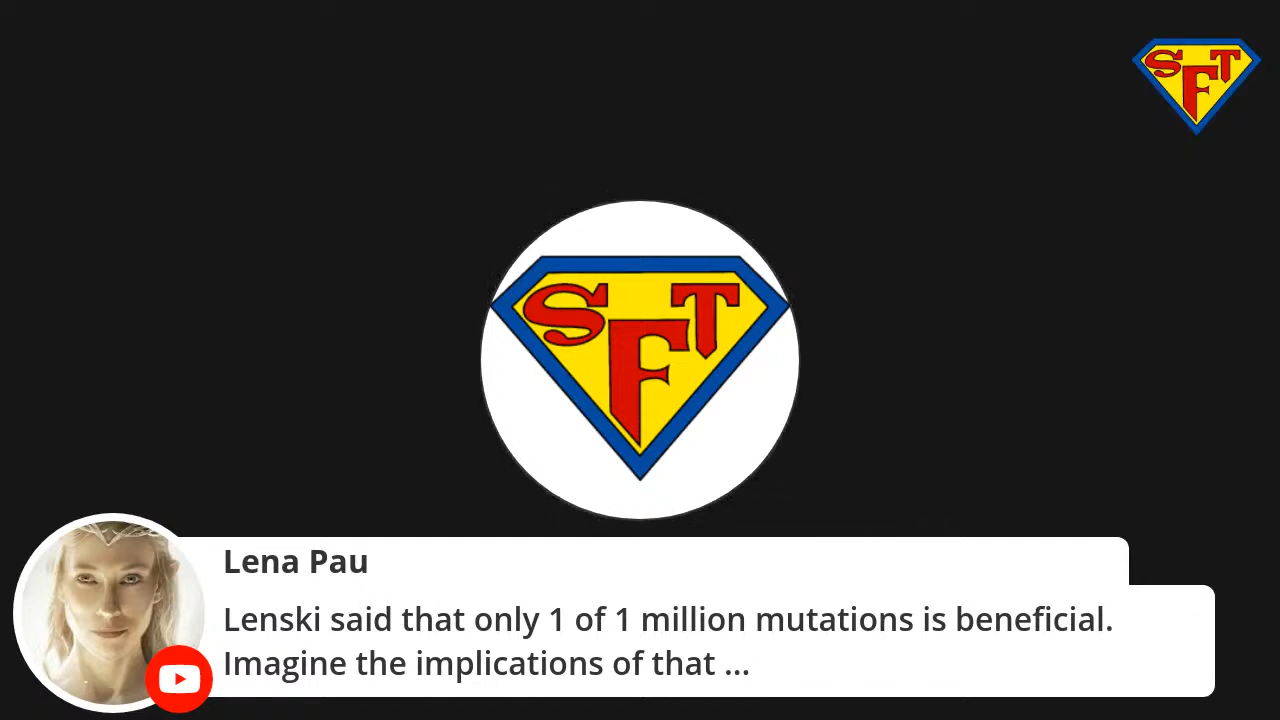 SFT
SFT
Lena Pau
Lenski said that only 1 of 1 million mutations is beneficial.
Imagine the implications of that ...